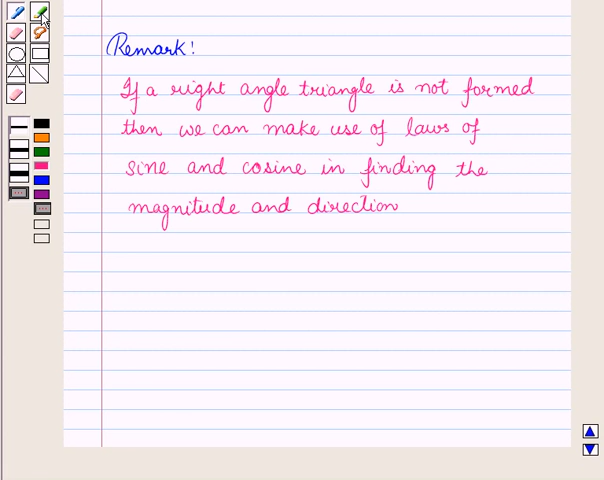 Remark:
If a right angle triangle is not formed
then we can make use of laws of
sine and cosine in finding the
magnitude and direction